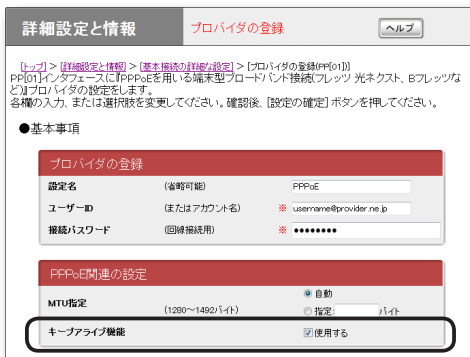 詳細設定と情報 プロバイダの登録 ヘルプ
[トップ] > [詳細設定と情報] > [基本接続の詳細な設定] > [プロバイダの登録(PP[01])]
PP[01]インタフェースに『PPPoEを用いる端末型ブロードバンド接続(フレッツ 光ネクスト、Bフレッツな
ど)』プロバイダの設定をします。
各欄の入力、または選択肢を変更してください。確認後、[設定の確定] ボタンを押してください。
●基本事項
プロバイダの登録
設定名 (省略可能) PPPoE
ユーザーID (またはアカウント名) ※ username@provider.ne.jp
接続パスワード (回線接続用) ※ ●●●●●●●●
PPPoE関連の設定
MTU指定 (1280～1492バイト) 自動
指定: バイト
キープアライブ機能 使用する